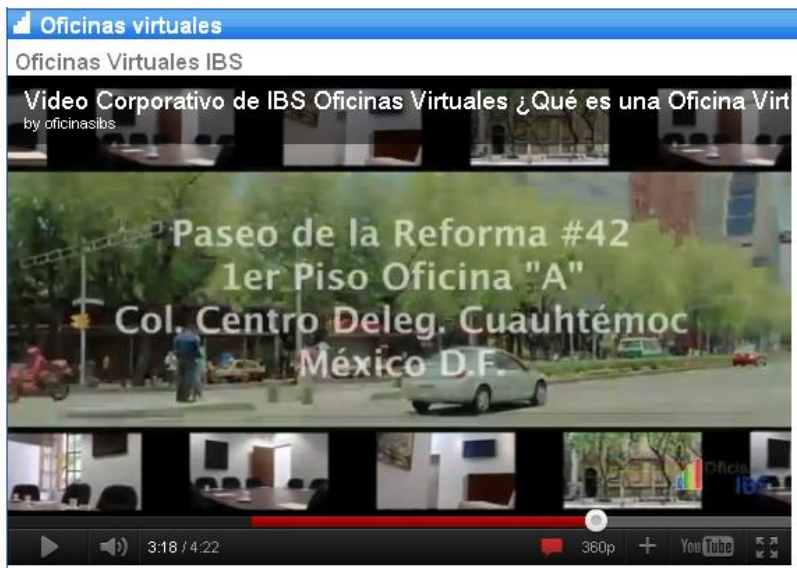 Oficinas virtuales
Oficinas Virtuales IBS
Video Corporativo de IBS Oficinas Virtuales ¿Qué es una Oficina Virt
by oficinasibs
Paseo de la Reforma #42
1er Piso Oficina "A"
Col. Centro Deleg. Cuauhtémoc
México D.F.
Oficinas
IBS
3:18 / 4:22
360p
YouTube